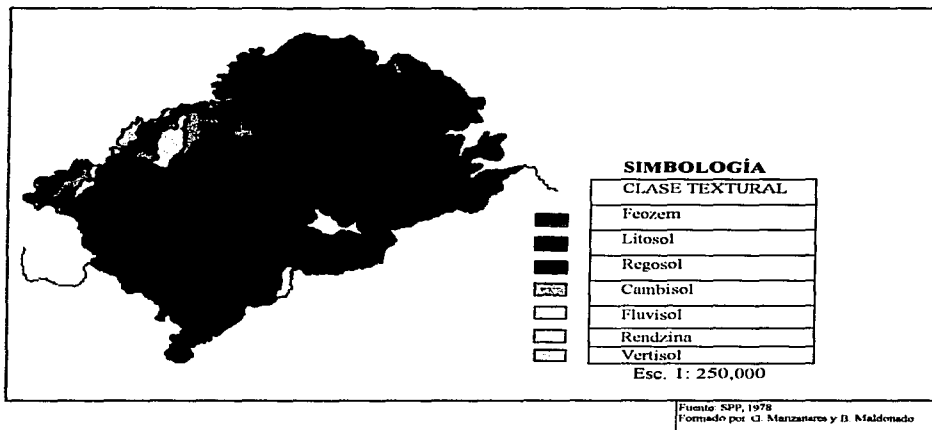 SIMBOLOGÍA
CLASE TEXTURAL
Feozem
Litosol
Regosol
Cambisol
Fluvisol
Rendzina
Vertisol
Esc. 1: 250,000
Fuente: SPP, 1978
Formado por G. Manzanares y B. Maldonado